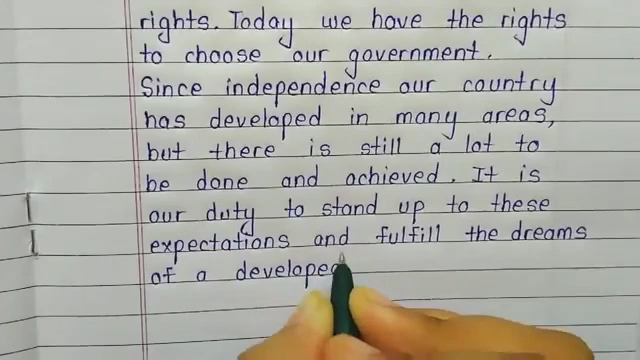 rights. Today we have the rights
to choose our government.
Since independence our country
has developed in many areas,
but there is still a lot to
be done and achieved. It is
our duty to stand up to these
expectations and fulfill the dreams
of a develope